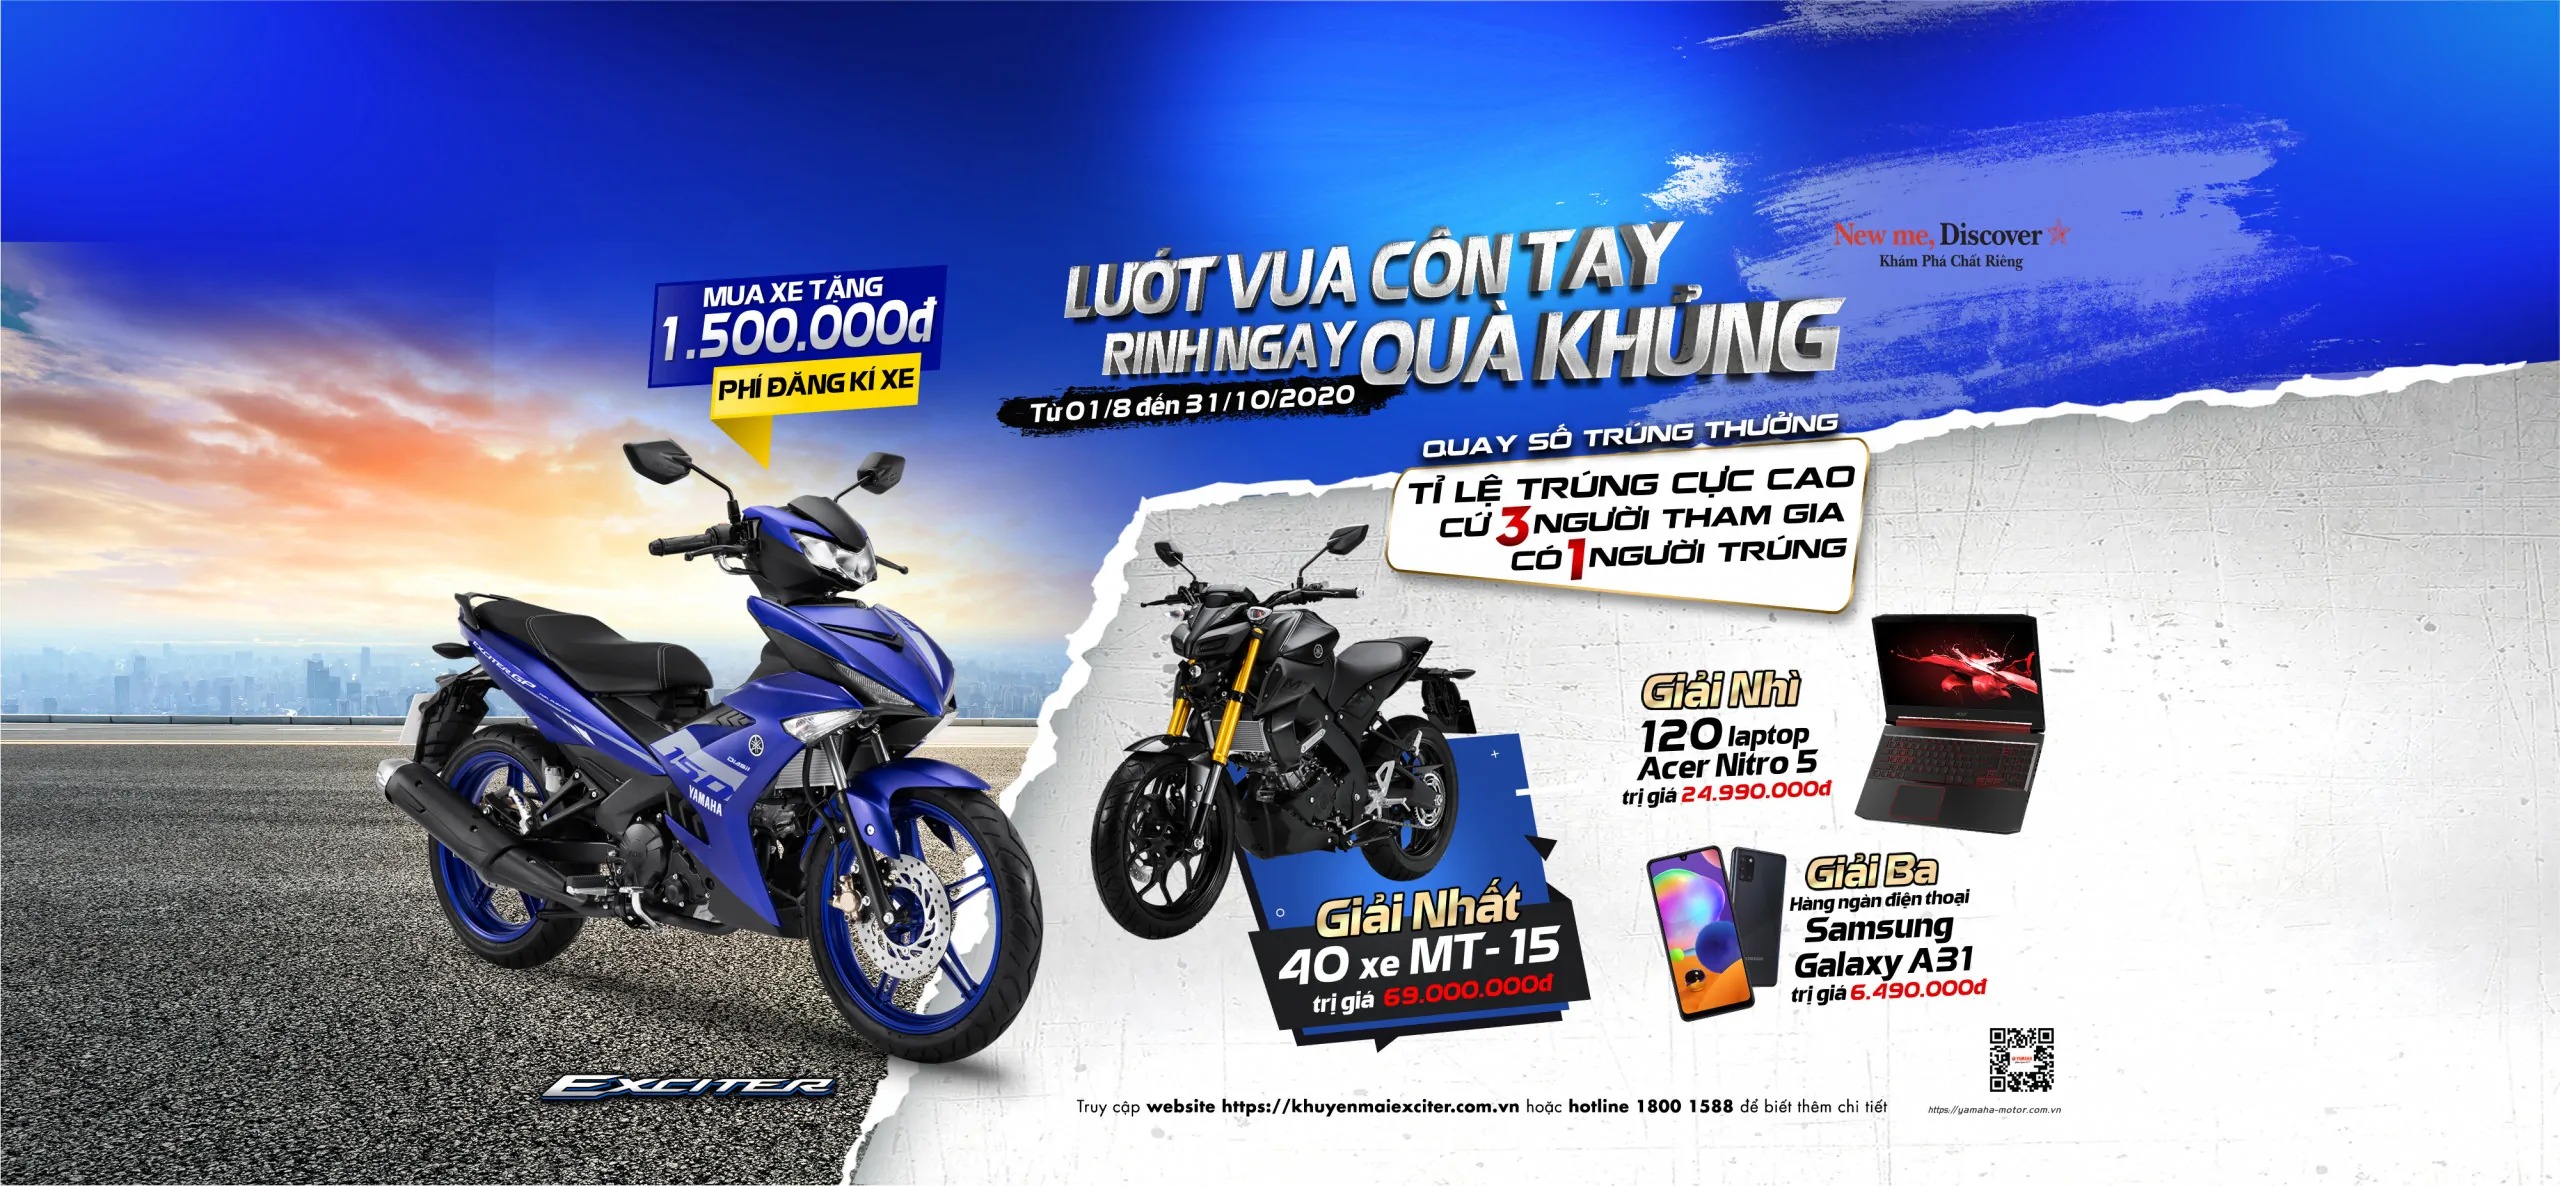 MUA XE TẶNG
1.500.000đ
PHÍ ĐĂNG KÍ XE
LƯỚT VUA CÔN TAY
RINH NGAY QUÀ KHỦNG
Từ 01/8 đến 31/10/2020
New me, Discover
Khám Phá Chất Riêng
QUAY SỐ TRÚNG THƯỞNG
TỈ LỆ TRÚNG CỰC CAO
CỨ 3 NGƯỜI THAM GIA
CÓ 1 NGƯỜI TRÚNG
EXCITER GP
150
YAMAHA
EXCITER
Giải Nhất
40 xe MT-15
trị giá 69.000.000đ
Giải Nhì
120 laptop
Acer Nitro 5
trị giá 24.990.000đ
Giải Ba
Hàng ngàn điện thoại
Samsung
Galaxy A31
trị giá 6.490.000đ
YAMAHA
Truy cập website https://khuyenmaiexciter.com.vn hoặc hotline 1800 1588 để biết thêm chi tiết
https://yamaha-motor.com.vn